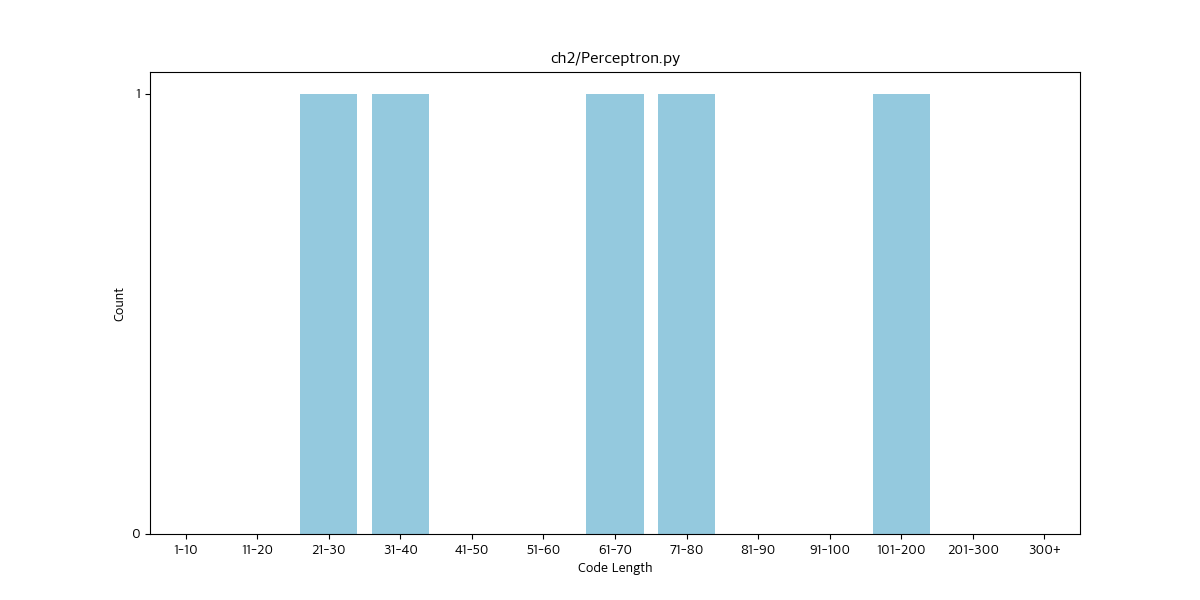 ch2/Perceptron.py
1
Count
0
1-10 11-20 21-30 31-40 41-50 51-60 61-70 71-80 81-90 91-100 101-200 201-300 300+
Code Length